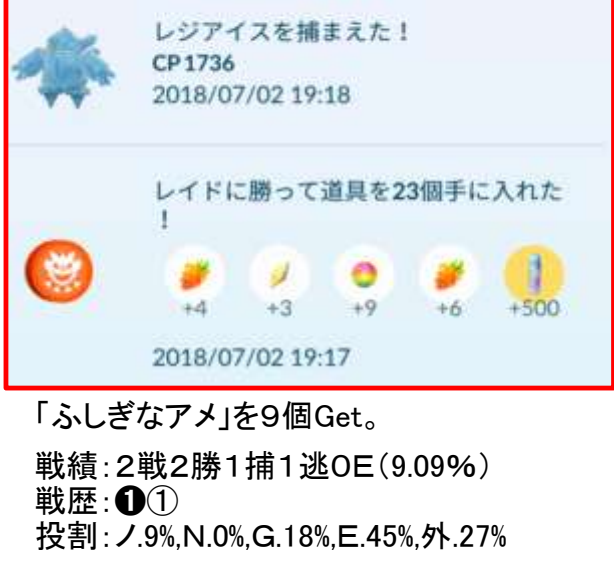 レジアイスを捕まえた！
CP1736
2018/07/02 19:18
レイドに勝って道具を23個手に入れた
！
+4 +3 +9 +6 +500
2018/07/02 19:17
「ふしぎなアメ」を９個Get。
戦績：２戦２勝１捕１逃OE（9.09％）
戦歴：❶①
投割：ノ.9%,N.0%,G.18%,E.45%,外.27%